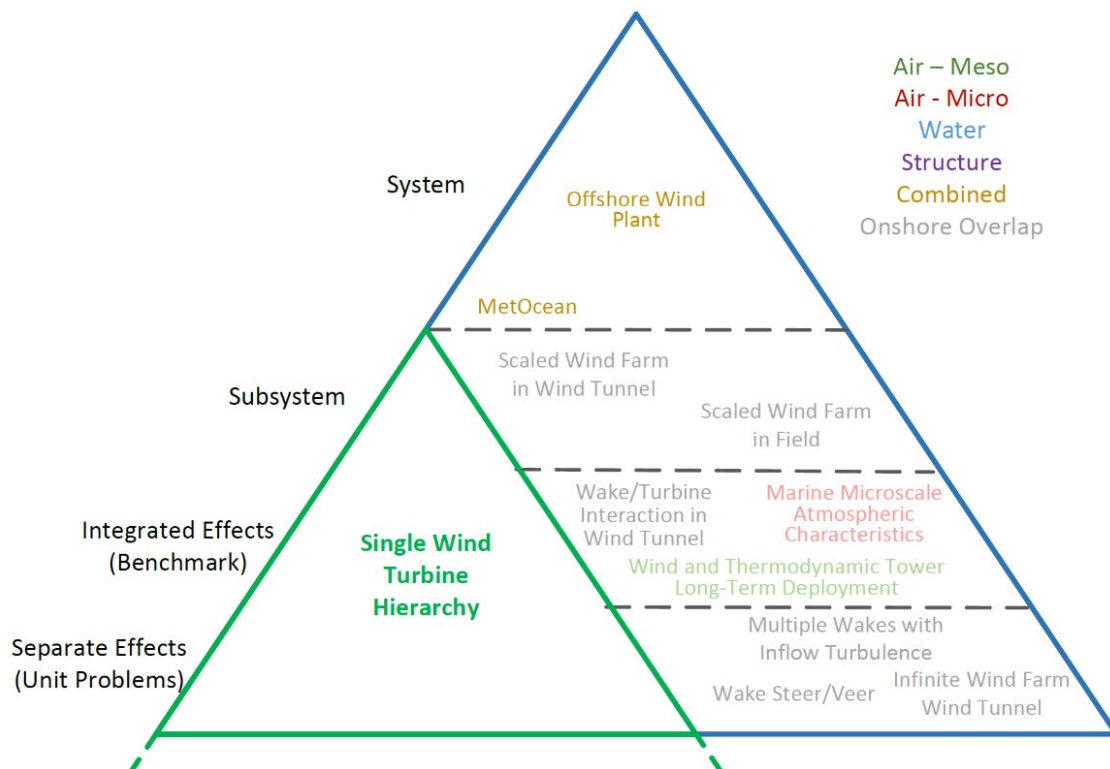 Air – Meso
Air - Micro
Water
Structure
Combined
Onshore Overlap
System
Offshore Wind
Plant
MetOcean
Subsystem
Scaled Wind Farm
in Wind Tunnel
Scaled Wind Farm
in Field
Integrated Effects
(Benchmark)
Single Wind
Turbine
Hierarchy
Wake/Turbine
Interaction in
Wind Tunnel
Marine Microscale
Atmospheric
Characteristics
Wind and Thermodynamic Tower
Long-Term Deployment
Separate Effects
(Unit Problems)
Multiple Wakes with
Inflow Turbulence
Wake Steer/Veer
Infinite Wind Farm
Wind Tunnel